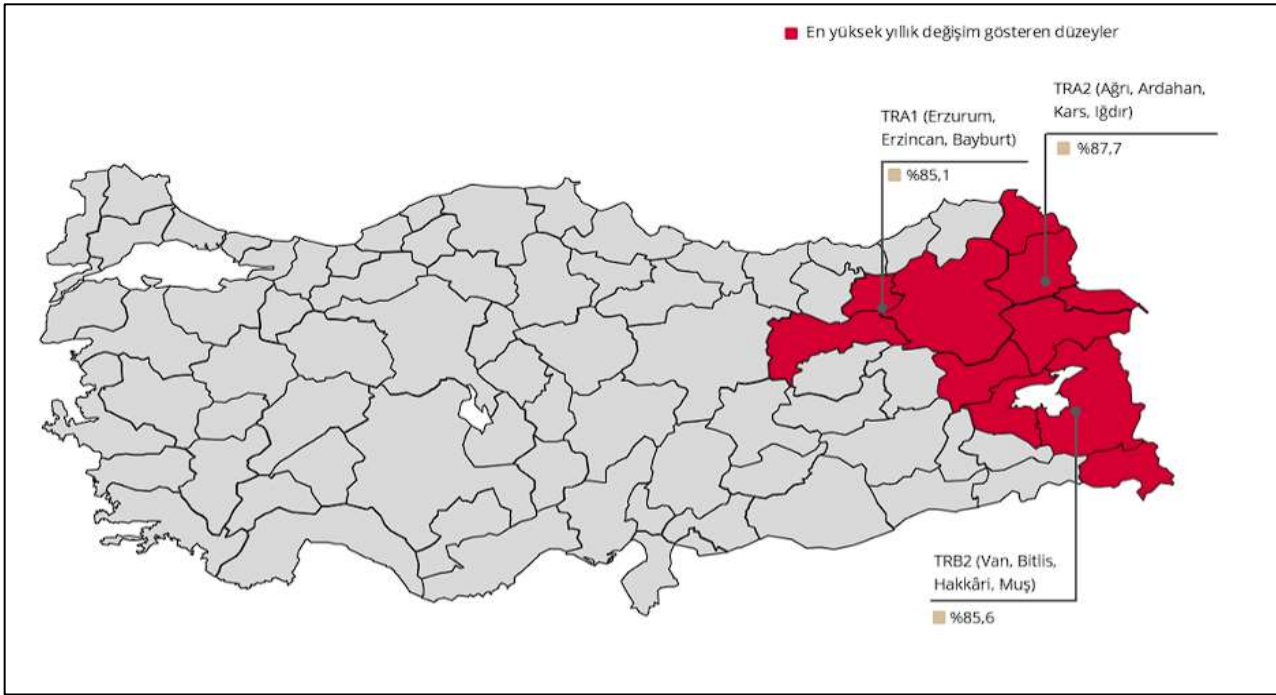 En yüksek yıllık değişim gösteren düzeyler
TRA2 (Ağrı, Ardahan,
Kars, Iğdır)
%87,7
TRA1 (Erzurum,
Erzincan, Bayburt)
%85,1
TRB2 (Van, Bitlis,
Hakkâri, Muş)
%85,6